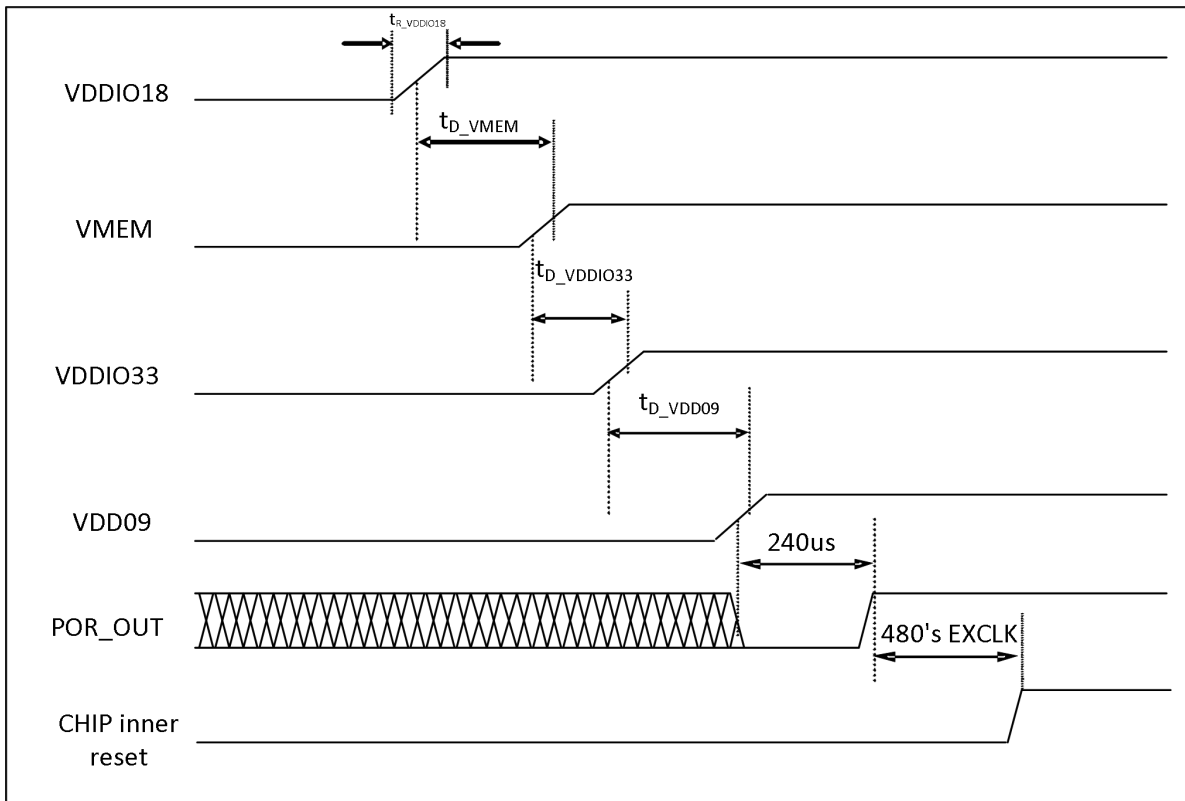 tR_VDDIO18
VDDIO18
tD_VMEM
VMEM
tD_VDDIO33
VDDIO33
tD_VDD09
VDD09
240us
POR_OUT
480's EXCLK
CHIP inner
reset